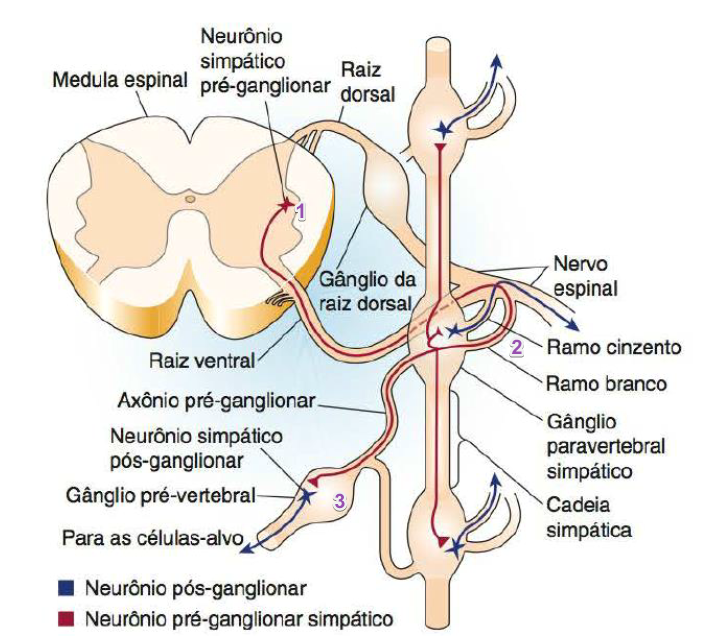 Neurônio
simpático
pré-ganglionar
Medula espinal
Raiz
dorsal
1
Gânglio da
raiz dorsal
Nervo
espinal
Raiz ventral
2
Ramo cinzento
Ramo branco
Axônio pré-ganglionar
Gânglio
paravertebral
simpático
Neurônio simpático
pós-ganglionar
Gânglio pré-vertebral
3
Cadeia
simpática
Para as células-alvo
Neurônio pós-ganglionar
Neurônio pré-ganglionar simpático